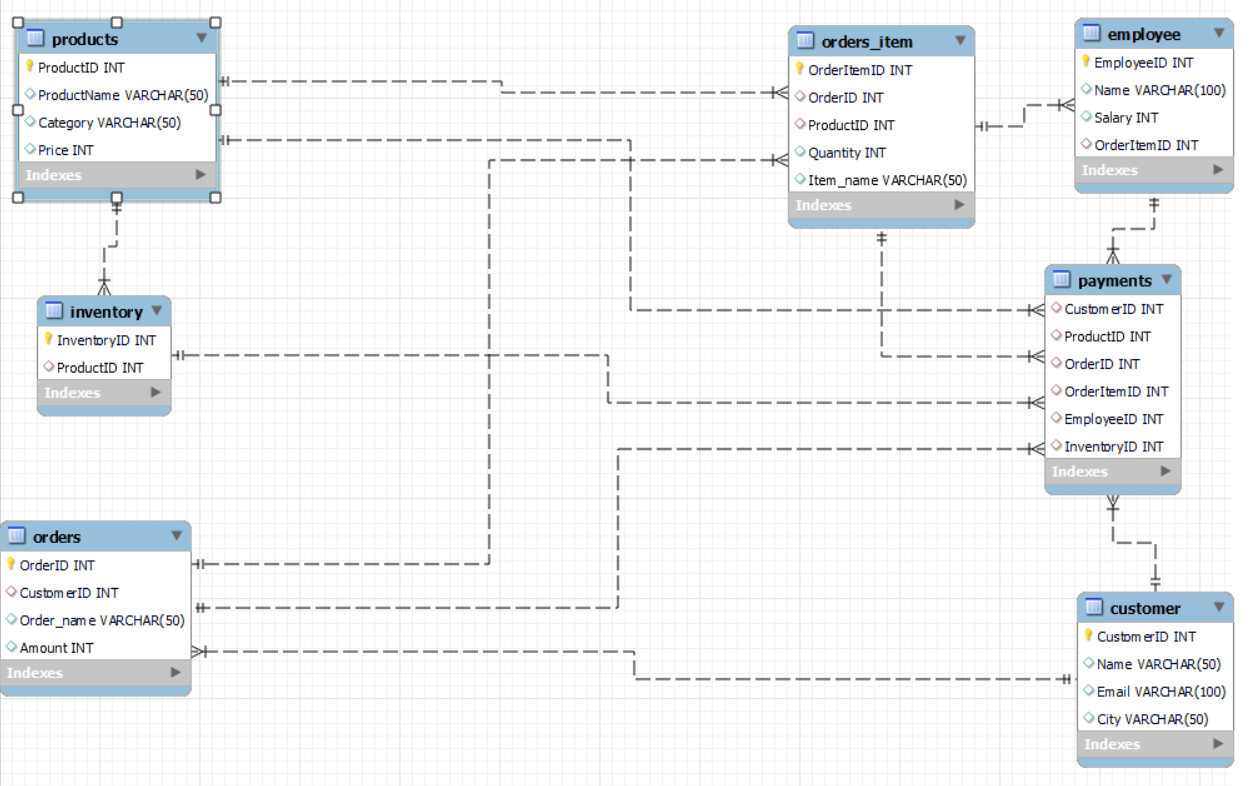 products
ProductID INT
ProductName VARCHAR(50)
Category VARCHAR(50)
Price INT
Indexes
orders_item
OrderItemID INT
OrderID INT
ProductID INT
Quantity INT
Item_name VARCHAR(50)
Indexes
employee
EmployeeID INT
Name VARCHAR(100)
Salary INT
OrderItemID INT
Indexes
inventory
InventoryID INT
ProductID INT
Indexes
payments
CustomerID INT
ProductID INT
OrderID INT
OrderItemID INT
EmployeeID INT
InventoryID INT
Indexes
orders
OrderID INT
CustomerID INT
Order_name VARCHAR(50)
Amount INT
Indexes
customer
CustomerID INT
Name VARCHAR(50)
Email VARCHAR(100)
City VARCHAR(50)
Indexes